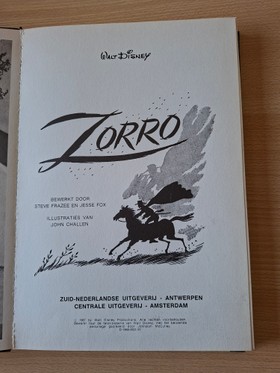 WALT DISNEY
ZORRO
BEWERKT DOOR
STEVE FRAZEE EN JESSE FOX
ILLUSTRATIES VAN
JOHN CHALLEN
ZUID-NEDERLANDSE UITGEVERIJ - ANTWERPEN
CENTRALE UITGEVERIJ - AMSTERDAM